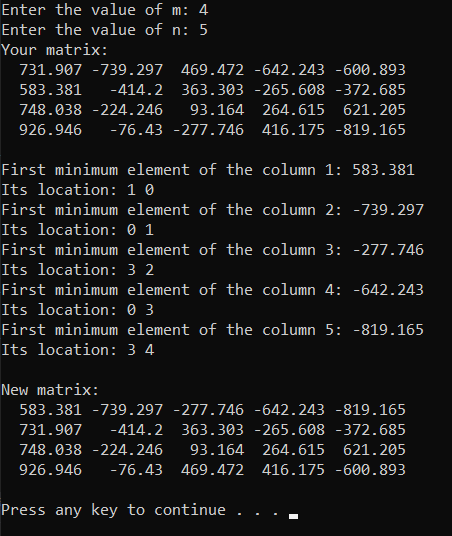 Enter the value of m: 4
Enter the value of n: 5
Your matrix:
  731.907 -739.297  469.472 -642.243 -600.893
  583.381   -414.2  363.303 -265.608 -372.685
  748.038 -224.246   93.164  264.615  621.205
  926.946   -76.43 -277.746  416.175 -819.165
First minimum element of the column 1: 583.381
Its location: 1 0
First minimum element of the column 2: -739.297
Its location: 0 1
First minimum element of the column 3: -277.746
Its location: 3 2
First minimum element of the column 4: -642.243
Its location: 0 3
First minimum element of the column 5: -819.165
Its location: 3 4
New matrix:
  583.381 -739.297 -277.746 -642.243 -819.165
  731.907   -414.2  363.303 -265.608 -372.685
  748.038 -224.246   93.164  264.615  621.205
  926.946   -76.43  469.472  416.175 -600.893
Press any key to continue . . .